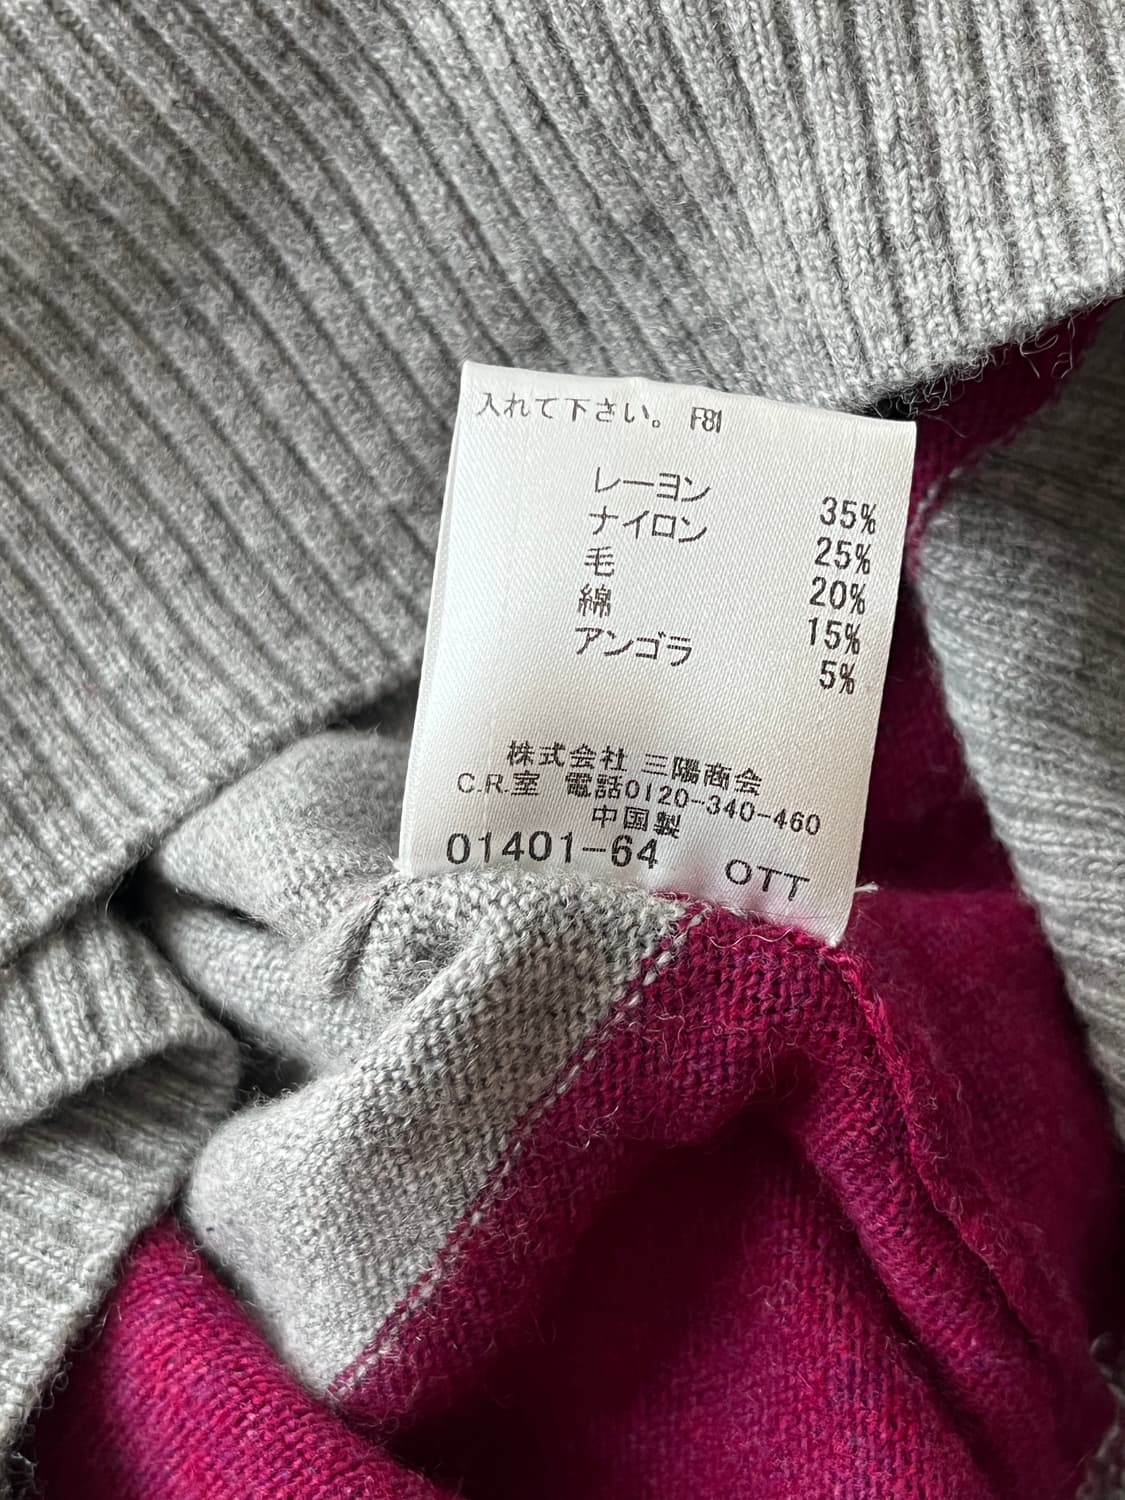 入れて下さい。 F81
レーヨン 35%
ナイロン 25%
毛 20%
綿 15%
アンゴラ 5%
株式会社 三陽商会
C.R.室 電話0120-340-460
中国製
01401-64 OTT